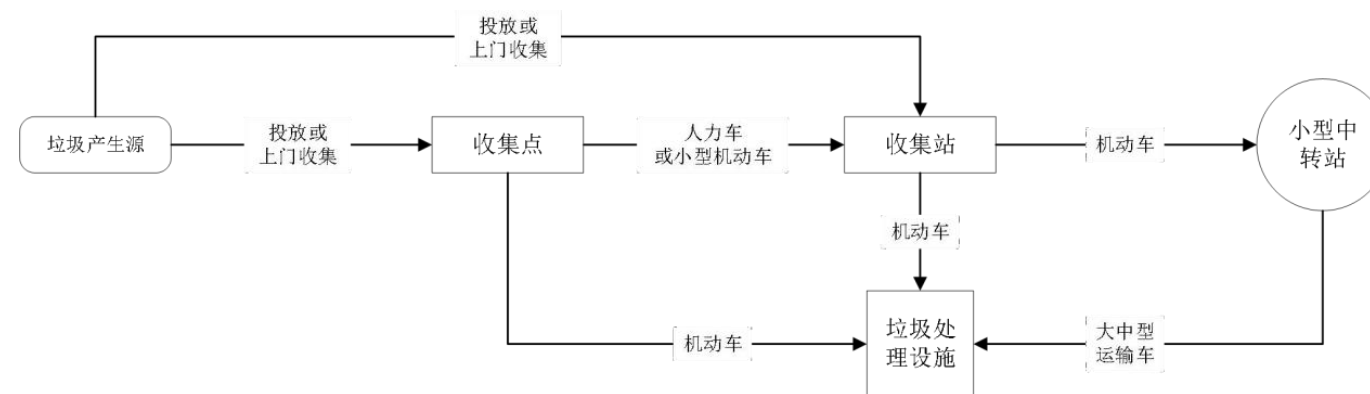 投放或
上门收集
垃圾产生源
投放或
上门收集
收集点
人力车
或小型机动车
收集站
机动车
小型中
转站
机动车
机动车
垃圾处
理设施
大中型
运输车